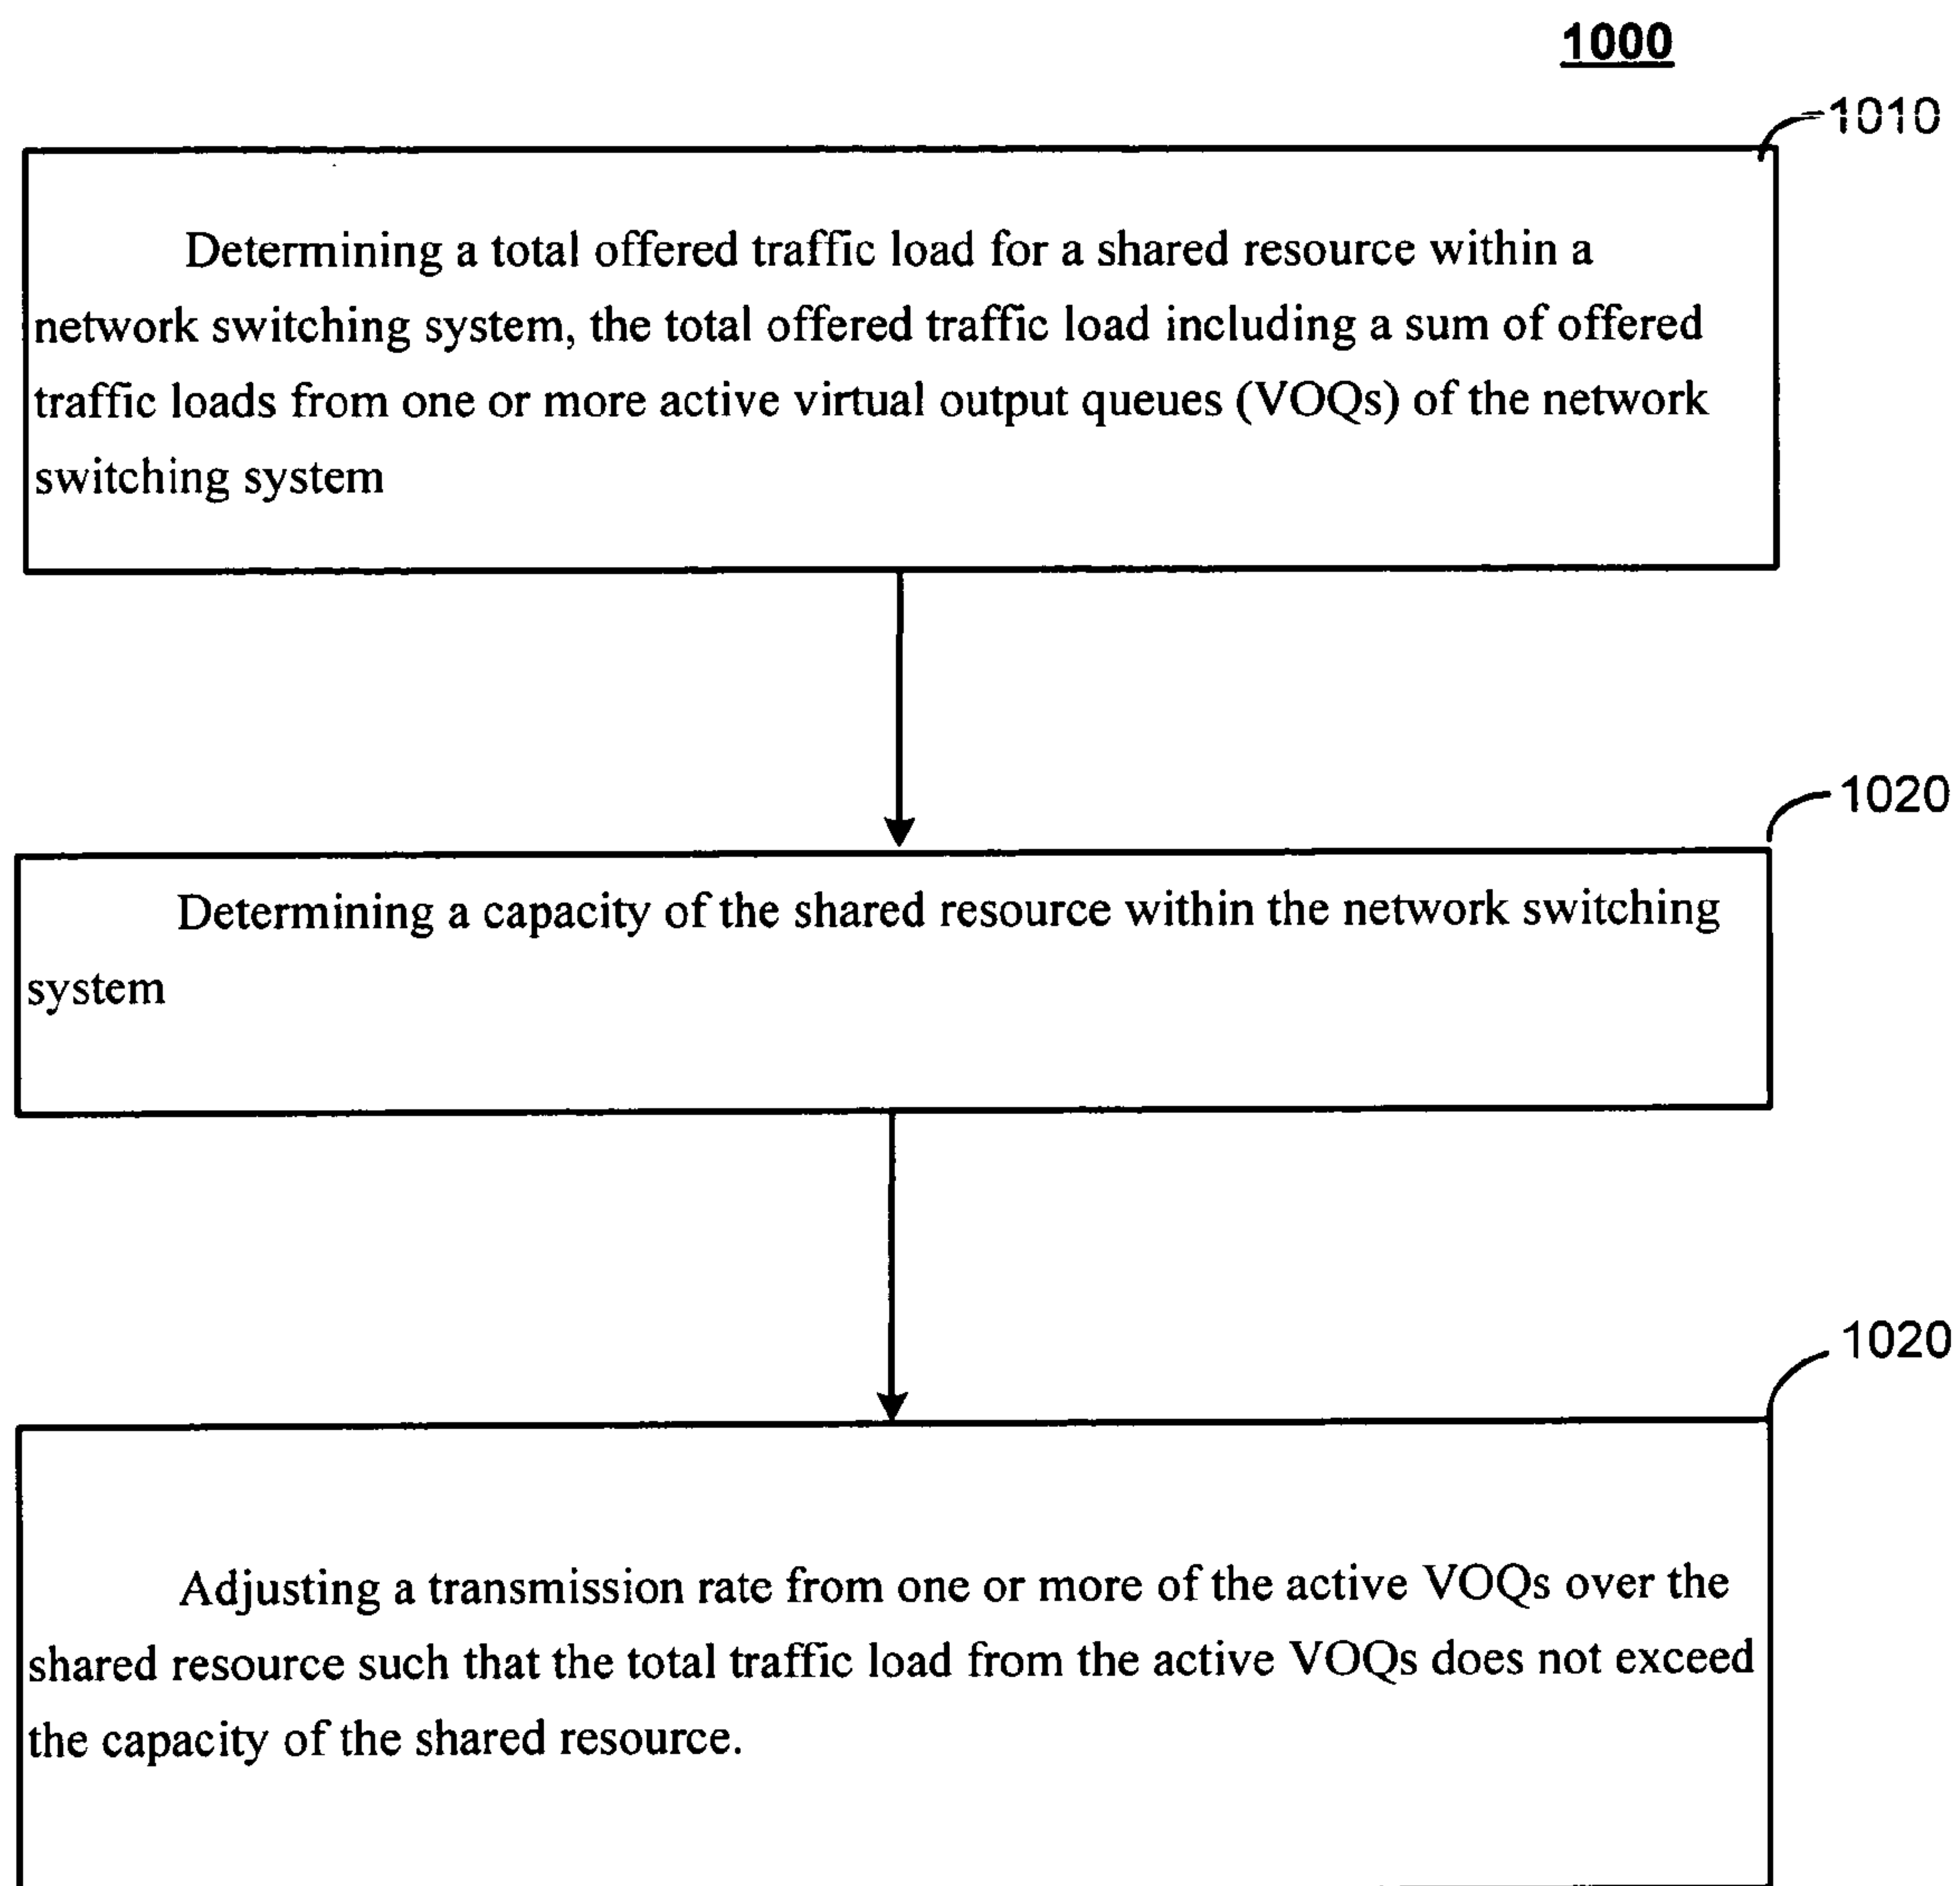 1000
1010
Determining a total offered traffic load for a shared resource within a
network switching system, the total offered traffic load including a sum of offered
traffic loads from one or more active virtual output queues (VOQs) of the network
switching system
1020
Determining a capacity of the shared resource within the network switching
system
1020
Adjusting a transmission rate from one or more of the active VOQs over the
shared resource such that the total traffic load from the active VOQs does not exceed
the capacity of the shared resource.